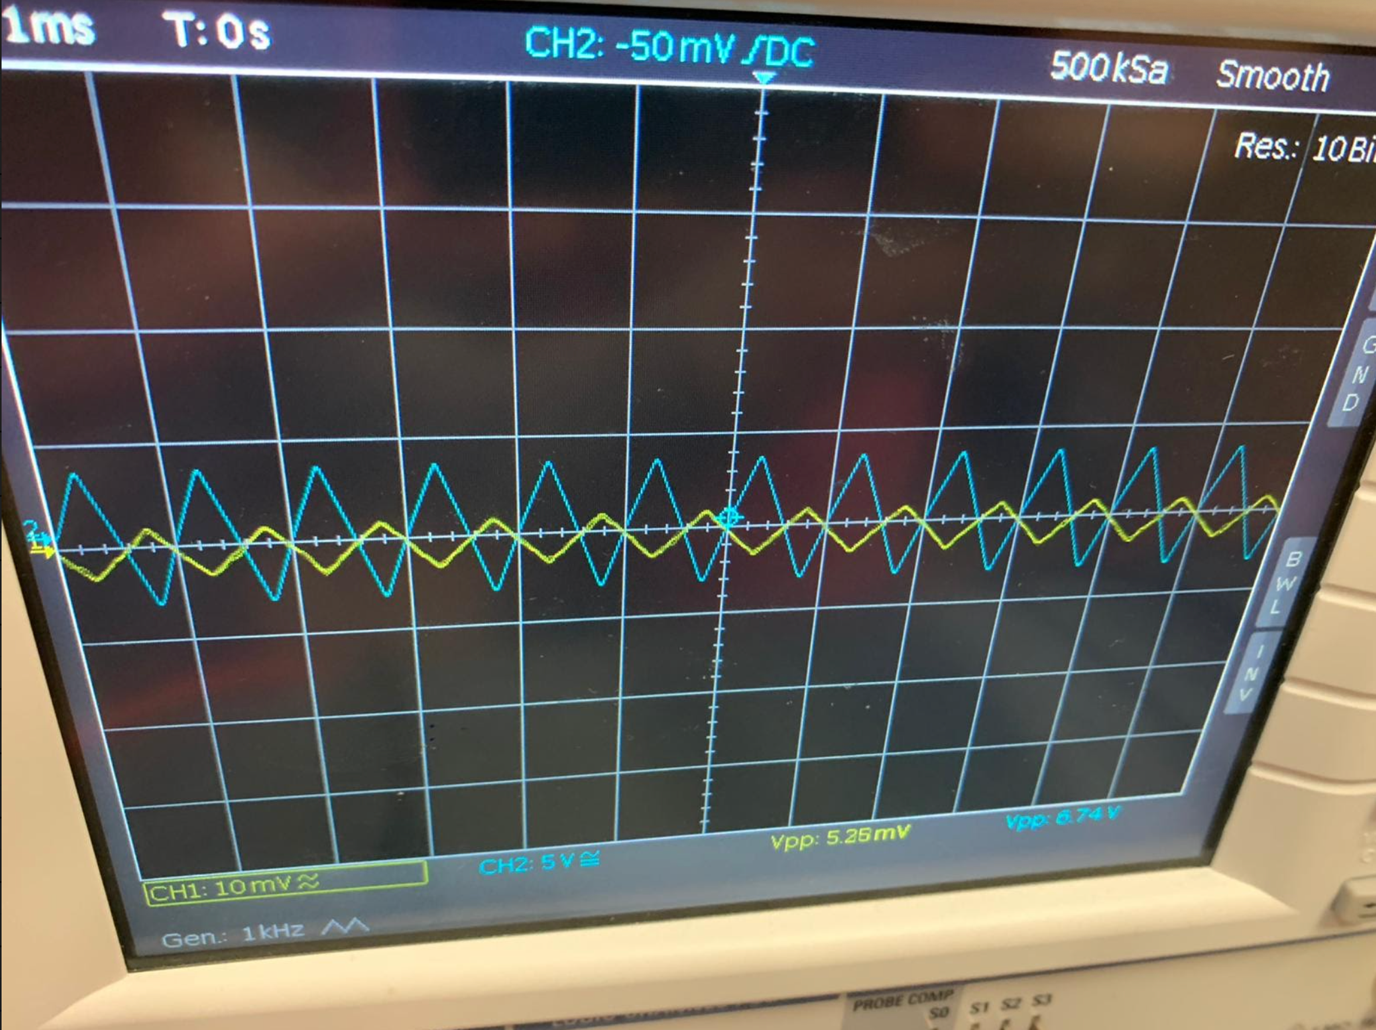 1ms T: 0s CH2: -50mV /DC 500kSa Smooth
Res.: 10Bi
G
N
D
2
B
W
L
I
N
V
Vpp: 5.25mV Vpp: 6.74V
CH1: 10mV≂ CH2: 5V≅
Gen.: 1kHz
PROBE COMP
S0 S1 S2 S3